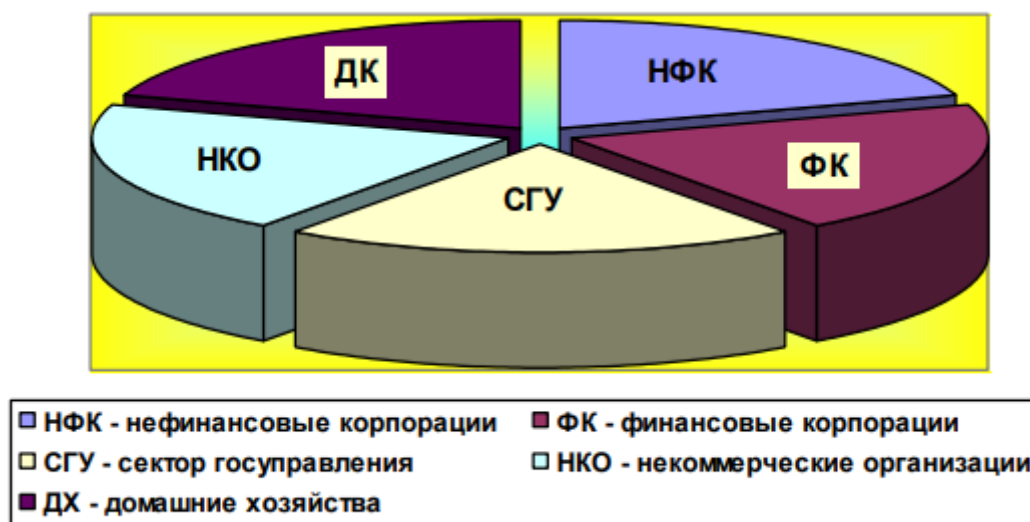 ДК
НФК
НКО
ФК
СГУ
НФК - нефинансовые корпорации
ФК - финансовые корпорации
СГУ - сектор госуправления
НКО - некоммерческие организации
ДХ - домашние хозяйства